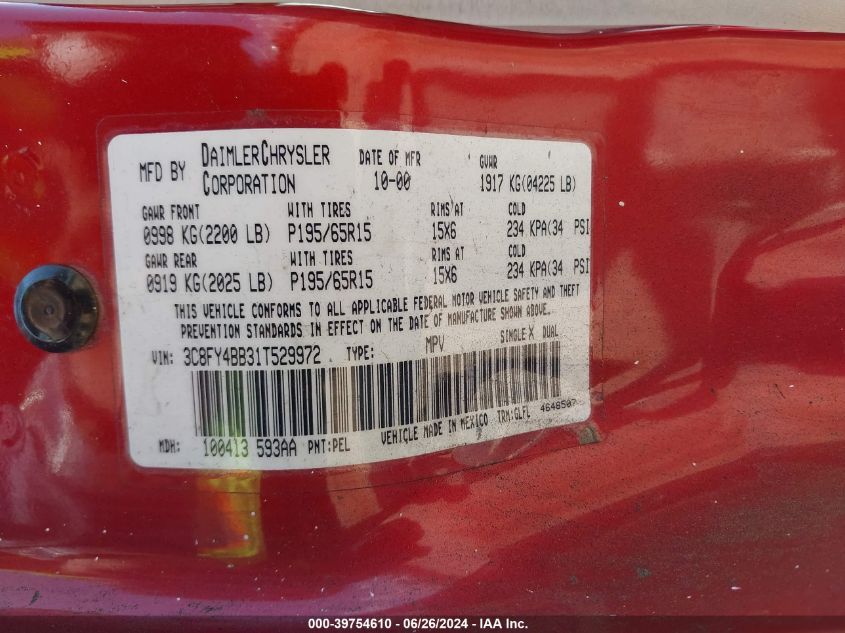 MFD BY DAIMLERCHRYSLER CORPORATION DATE OF MFR 10-00 GVWR 1917 KG(04225 LB)
GAWR FRONT WITH TIRES RIMS AT COLD
0998 KG(2200 LB) P195/65R15 15X6 234 KPA(34 PSI
GAWR REAR WITH TIRES RIMS AT COLD
0919 KG(2025 LB) P195/65R15 15X6 234 KPA(34 PSI
THIS VEHICLE CONFORMS TO ALL APPLICABLE FEDERAL MOTOR VEHICLE SAFETY AND THEFT
PREVENTION STANDARDS IN EFFECT ON THE DATE OF MANUFACTURE SHOWN ABOVE.
VIN: 3C8FY4BB31T529972 TYPE: MPV SINGLE X DUAL
MDH: 100413 593AA PNT:PEL VEHICLE MADE IN MEXICO TRM:GLFL 4648507
000-39754610 - 06/26/2024 - IAA Inc.